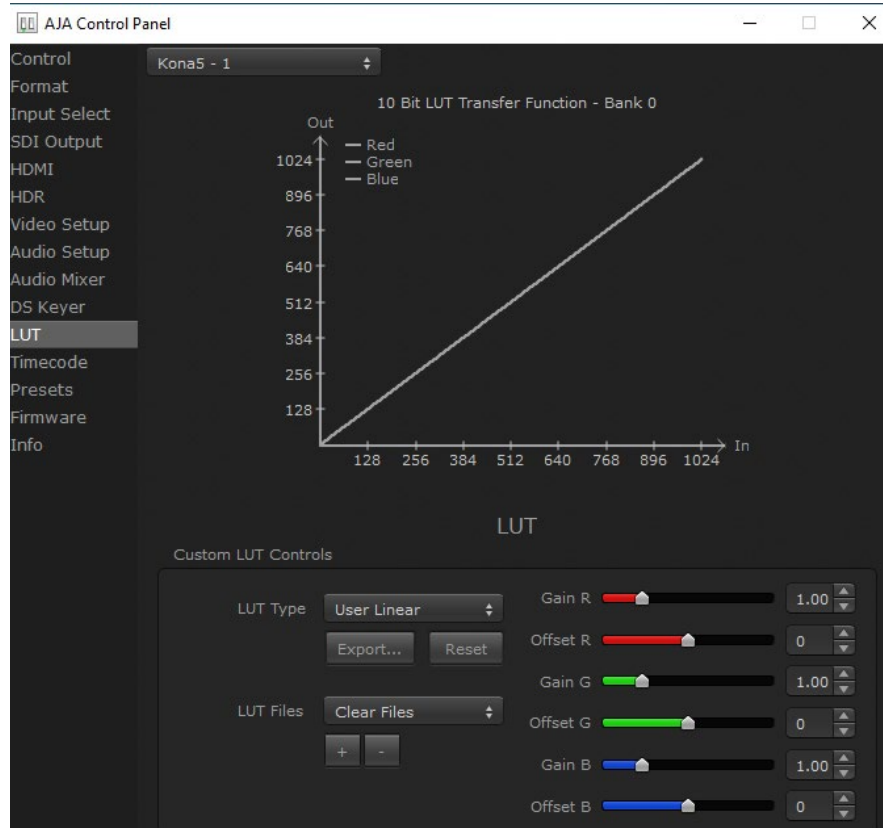 AJA Control Panel
Control
Format
Input Select
SDI Output
HDMI
HDR
Video Setup
Audio Setup
Audio Mixer
DS Keyer
LUT
Timecode
Presets
Firmware
Info
Kona5 - 1
10 Bit LUT Transfer Function - Bank 0
Out
Red
Green
Blue
1024
896
768
640
512
384
256
128
128 256 384 512 640 768 896 1024
In
LUT
Custom LUT Controls
LUT Type User Linear
Export... Reset
LUT Files Clear Files
+ -
Gain R 1.00
Offset R 0
Gain G 1.00
Offset G 0
Gain B 1.00
Offset B 0